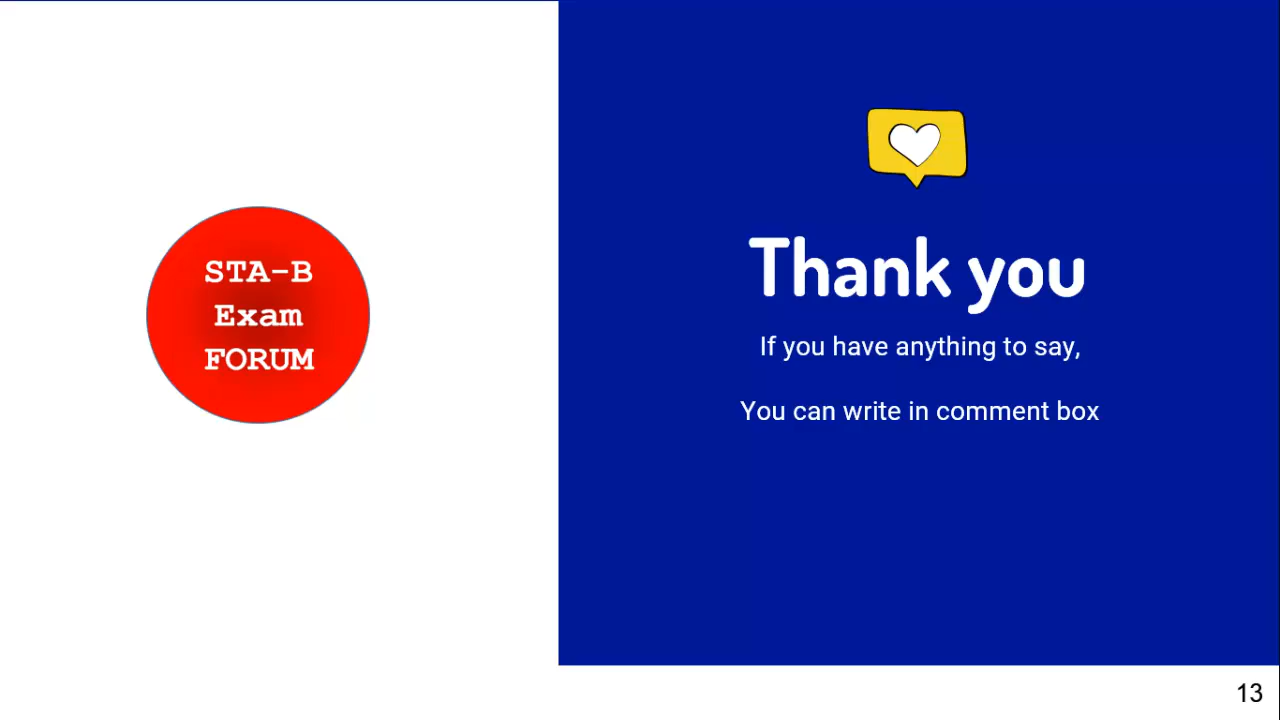 STA-B
Exam
FORUM
Thank you
If you have anything to say,
You can write in comment box
13